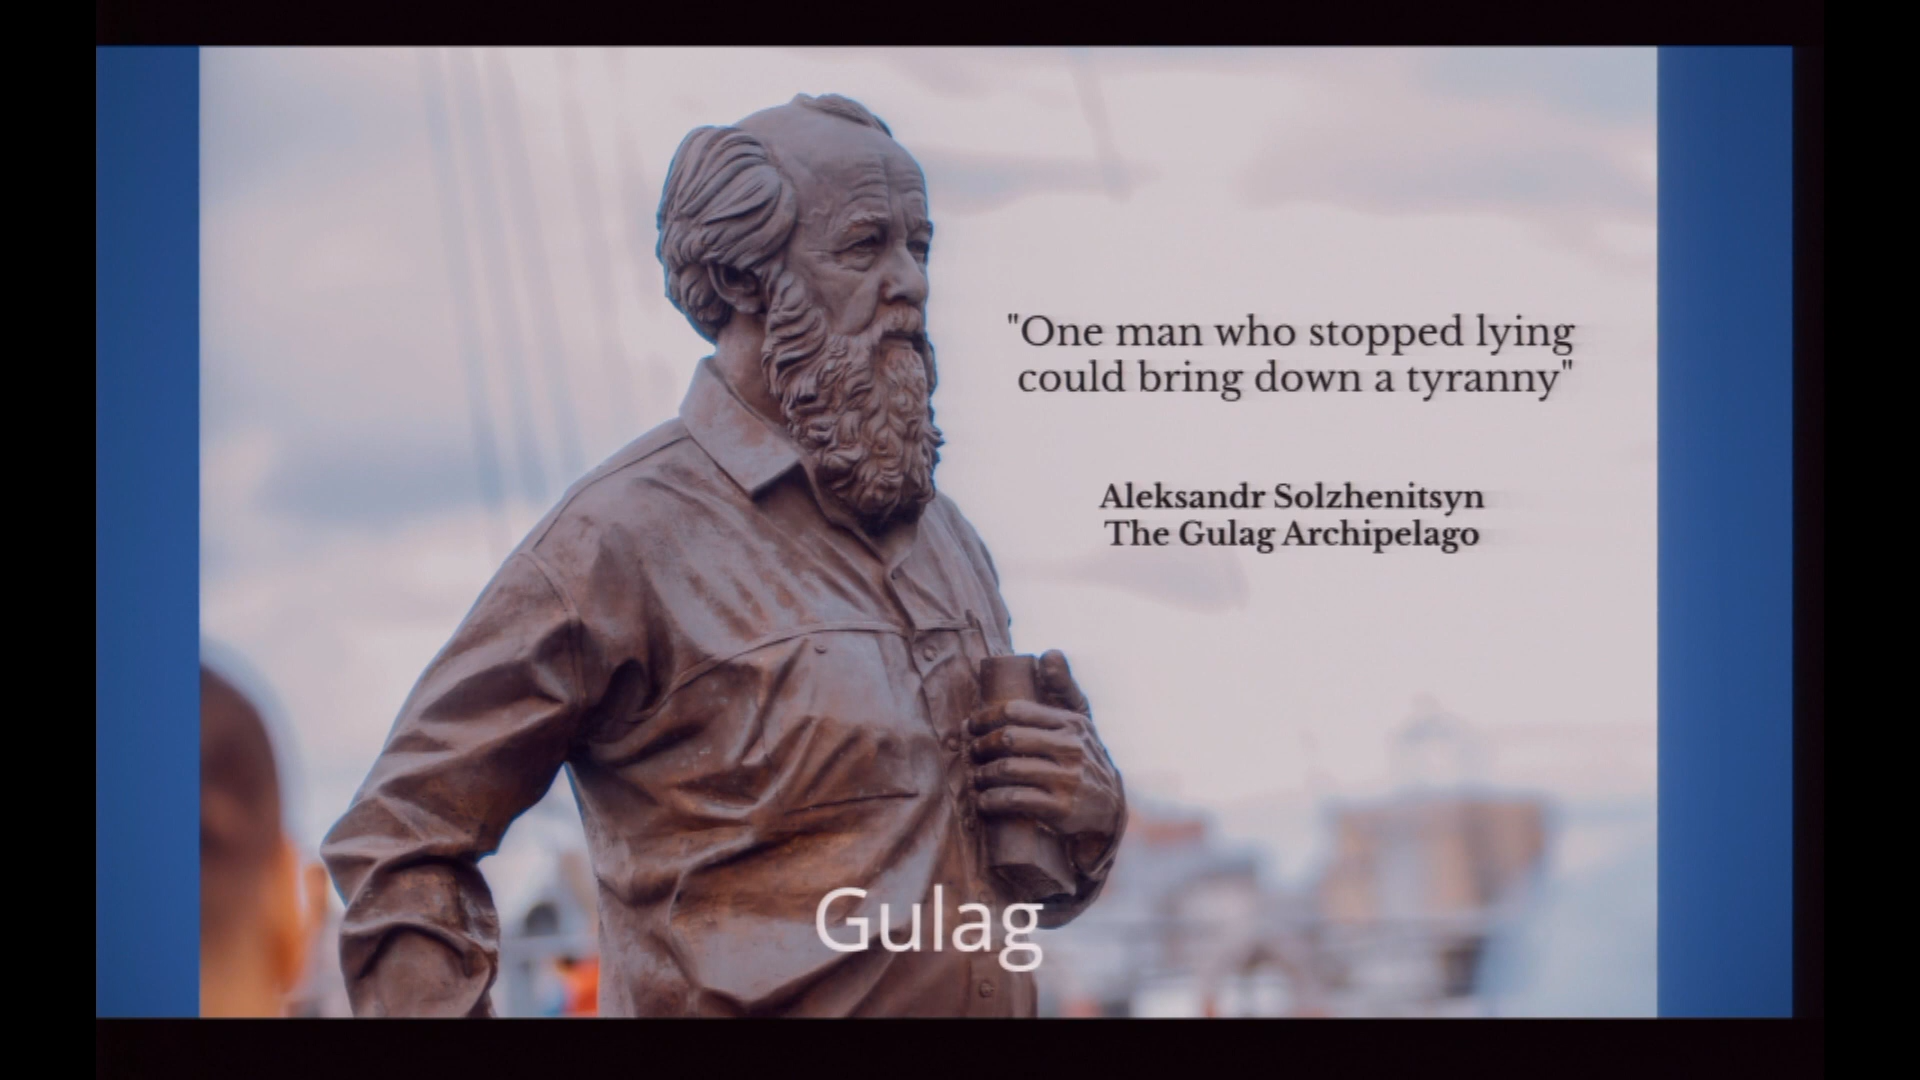 "One man who stopped lying
could bring down a tyranny"
Aleksandr Solzhenitsyn
The Gulag Archipelago
Gulag